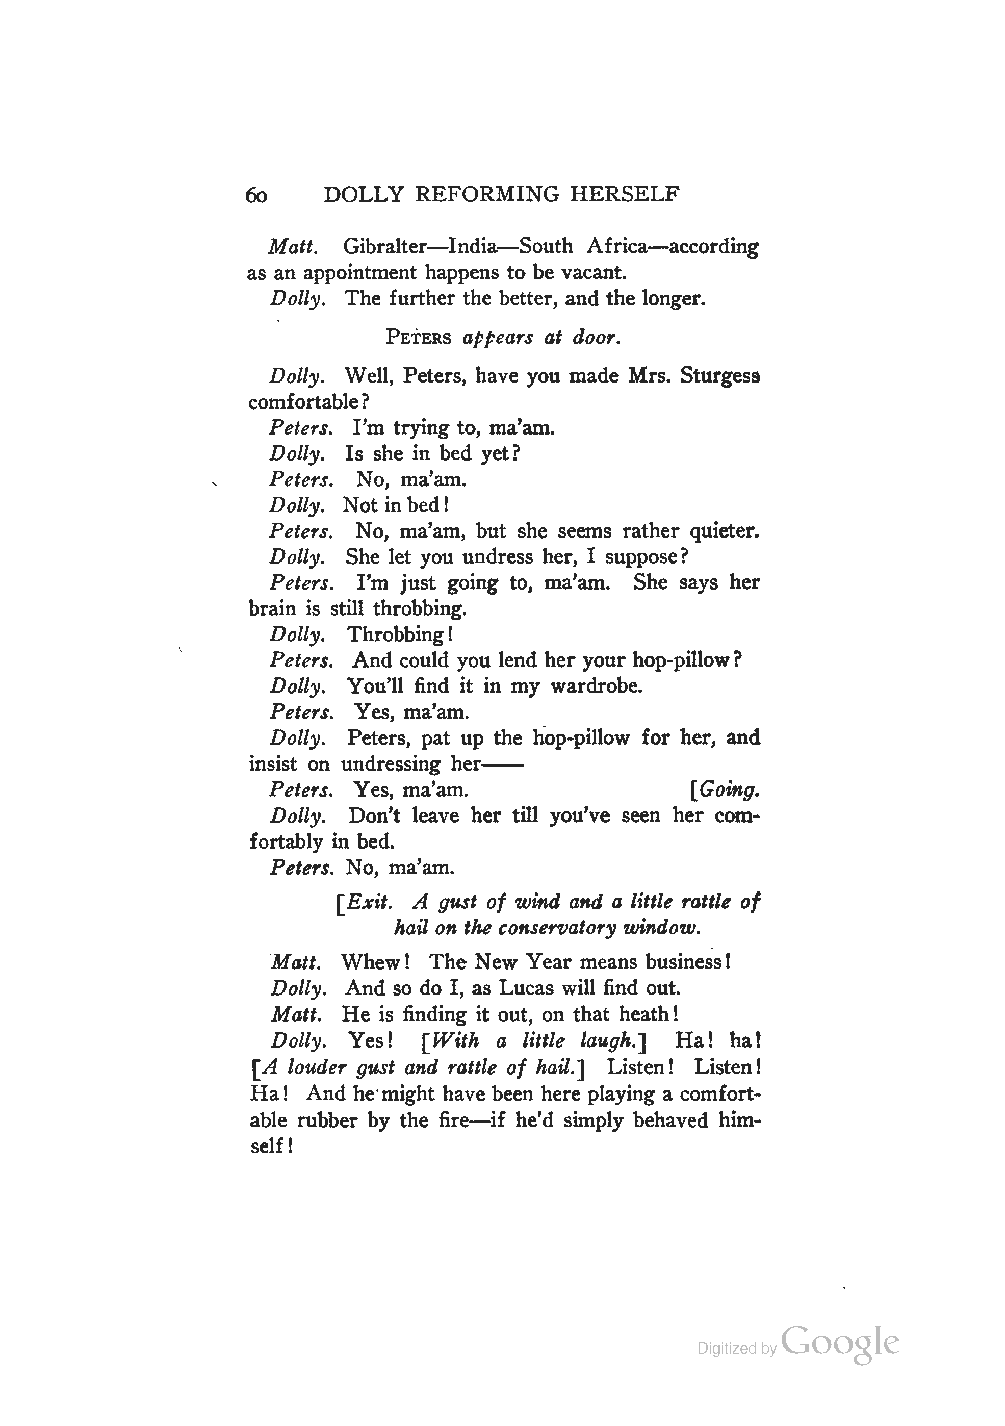 60 DOLLY REFORMING HERSELF
Matt. Gibralter—India—South Africa—according
as an appointment happens to be vacant.
Dolly. The further the better, and the longer.
PETERS appears at door.
Dolly. Well, Peters, have you made Mrs. Sturgess
comfortable?
Peters. I'm trying to, ma'am.
Dolly. Is she in bed yet?
Peters. No, ma'am.
Dolly. Not in bed!
Peters. No, ma'am, but she seems rather quieter.
Dolly. She let you undress her, I suppose?
Peters. I'm just going to, ma'am. She says her
brain is still throbbing.
Dolly. Throbbing!
Peters. And could you lend her your hop-pillow?
Dolly. You'll find it in my wardrobe.
Peters. Yes, ma'am.
Dolly. Peters, pat up the hop-pillow for her, and
insist on undressing her——
Peters. Yes, ma'am. [Going.
Dolly. Don't leave her till you've seen her com-
fortably in bed.
Peters. No, ma'am.
[Exit. A gust of wind and a little rattle of
hail on the conservatory window.
Matt. Whew! The New Year means business!
Dolly. And so do I, as Lucas will find out.
Matt. He is finding it out, on that heath!
Dolly. Yes! [With a little laugh.] Ha! ha!
[A louder gust and rattle of hail.] Listen! Listen!
Ha! And he might have been here playing a comfort-
able rubber by the fire—if he'd simply behaved him-
self!
Digitized by Google